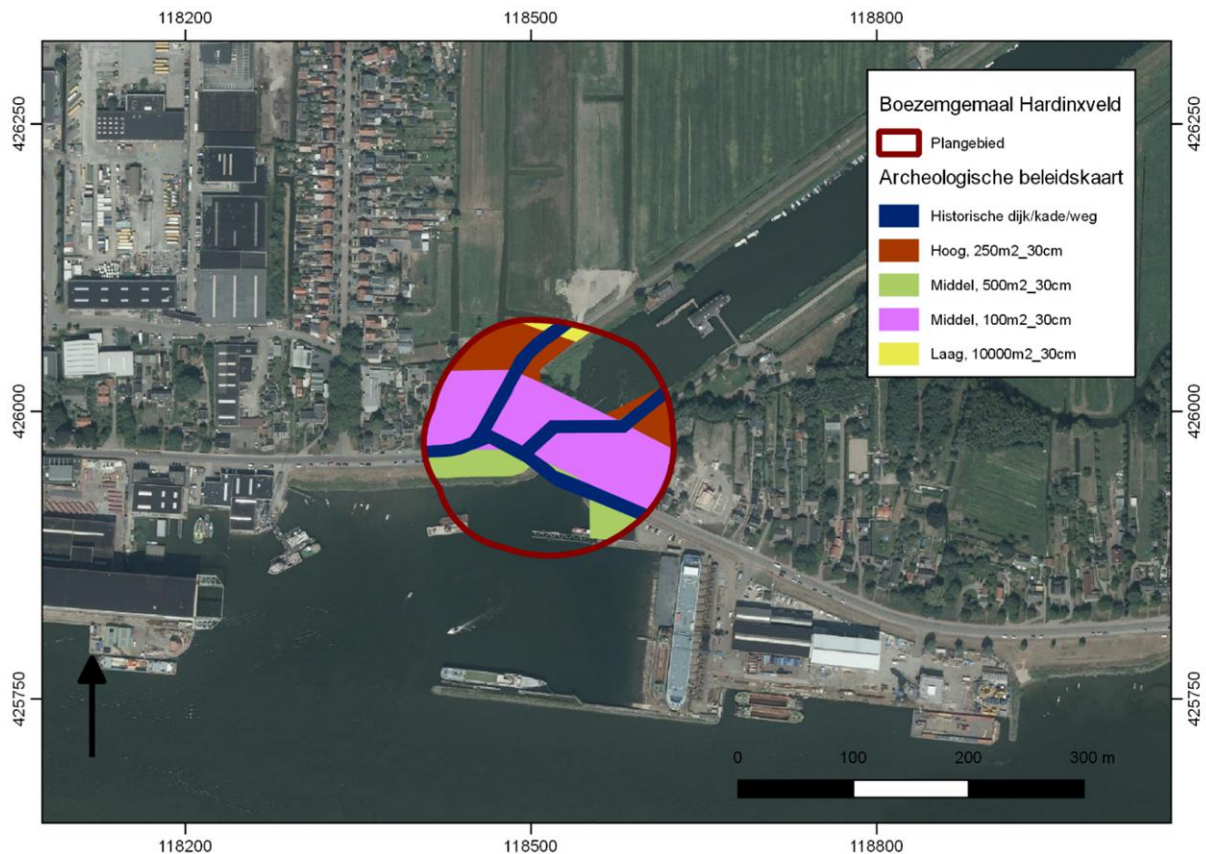 118200 118500 118800
426250 426250
Boezemgemaal Hardinxveld
Plangebied
Archeologische beleidskaart
Historische dijk/kade/weg
Hoog, 250m2_30cm
Middel, 500m2_30cm
Middel, 100m2_30cm
Laag, 10000m2_30cm
426000 426000
425750 425750
0 100 200 300 m
118200 118500 118800